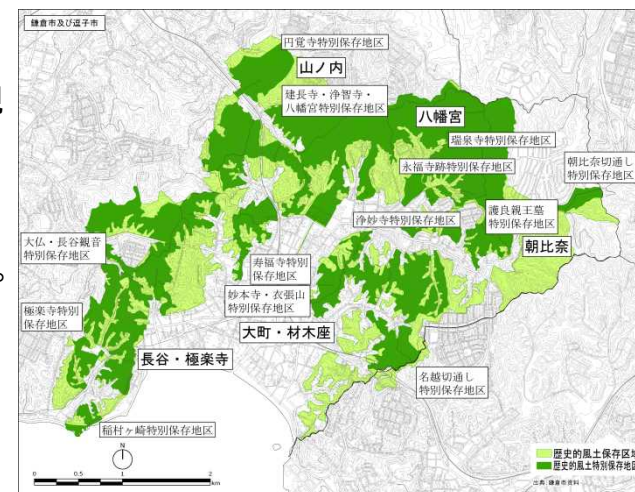 鎌倉市及び逗子市
円覚寺特別保存地区
山ノ内
建長寺・浄智寺・
八幡宮特別保存地区
八幡宮
瑞泉寺特別保存地区
永福寺跡特別保存地区
朝比奈切通し
特別保存地区
浄妙寺特別保存地区
護良親王墓
特別保存地区
朝比奈
大仏・長谷観音
特別保存地区
。
寿福寺特別
保存地区
妙本寺・衣張山
特別保存地区
極楽寺特別
保存地区
大町・材木座
長谷・極楽寺
名越切通し
特別保存地区
稲村ヶ崎特別保存地区
N
0 0.5 1 2
km
歴史的風土保存区域
歴史的風土特別保存地区
出典:鎌倉市資料